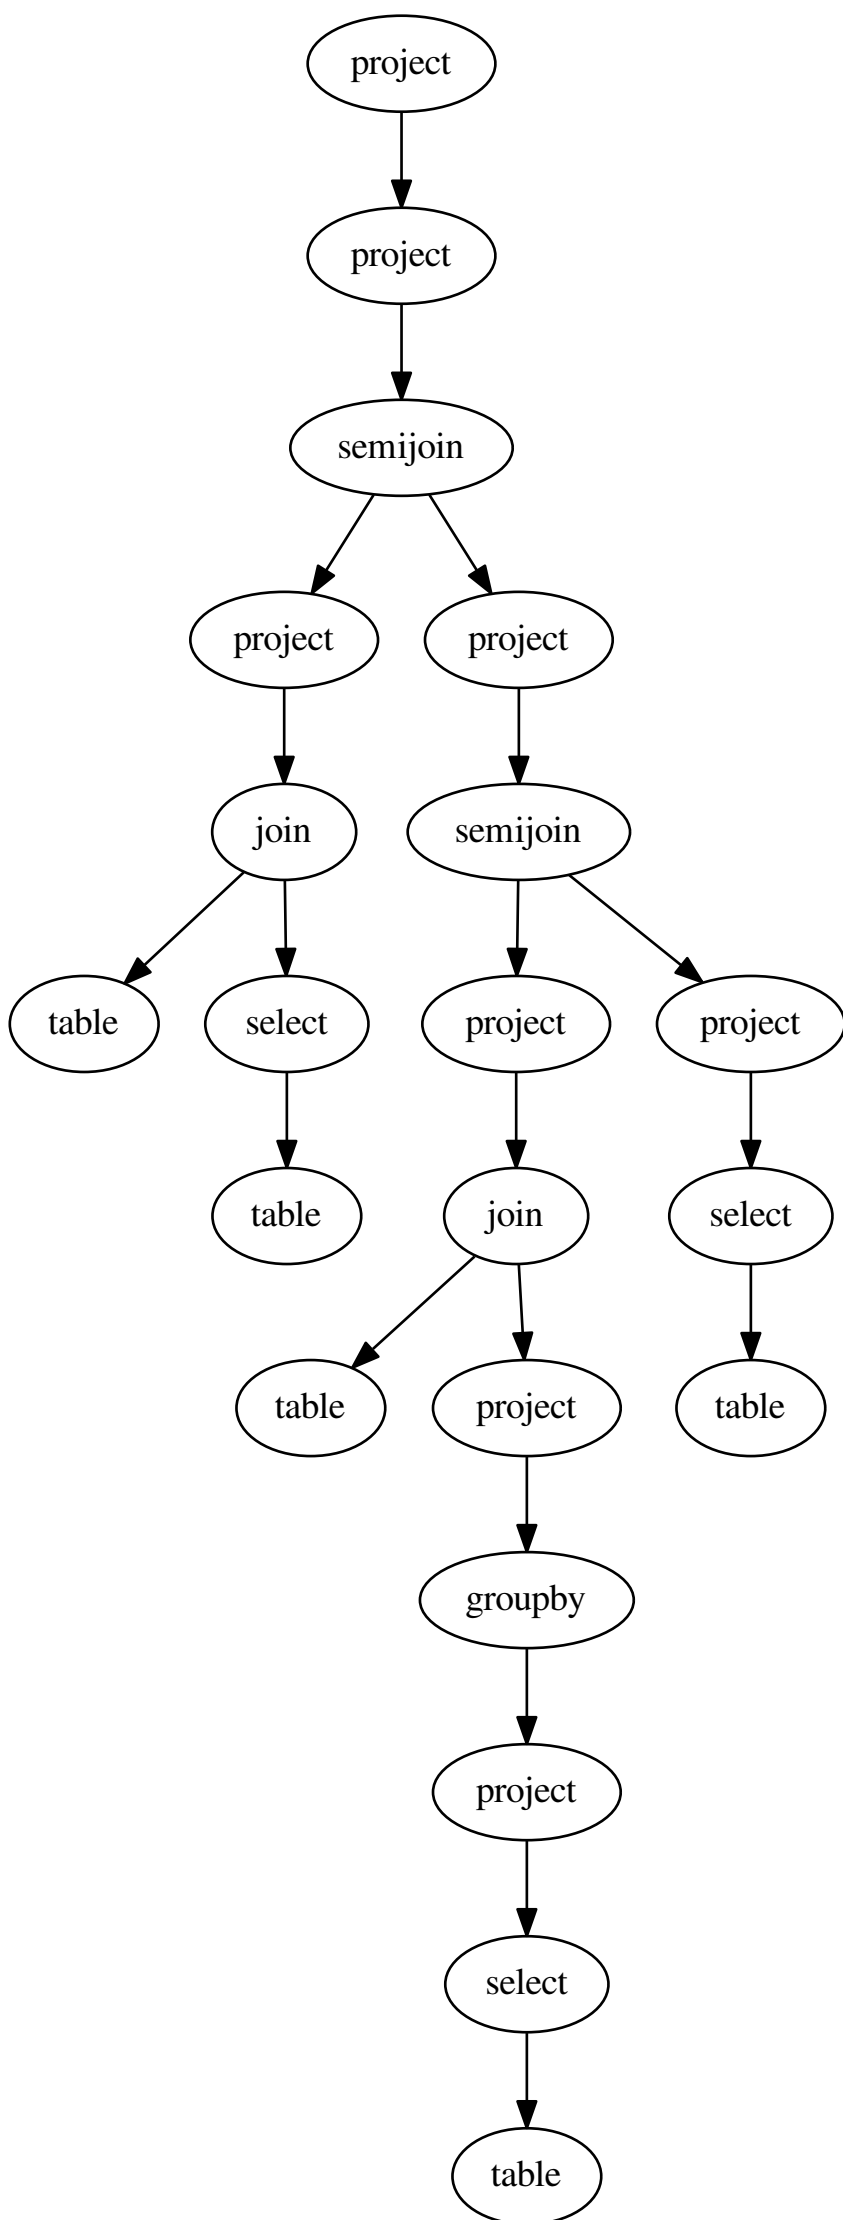 project
project
semijoin
project project
join semijoin
table select project project
table join select
table project table
groupby
project
select
table